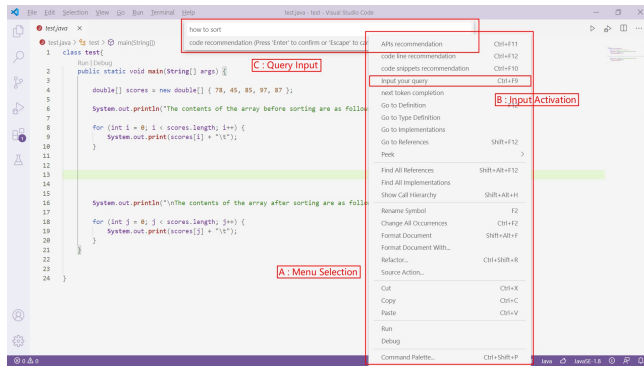 File Edit Selection View Go Run Terminal Help
test.java - test - Visual Studio Code
test.java ×
how to sort
code recommendation (Press 'Enter' to confirm or 'Escape' to can
test.java > test > main(String[])
C : Query Input
1 class test{
Run | Debug
2 public static void main(String[] args) {
3
4 double[] scores = new double[] { 78, 45, 85, 97, 87 };
5
6 System.out.println("The contents of the array before sorting are as follow
7
8 for (int i = 0; i < scores.length; i++) {
9 System.out.print(scores[i] + "\t");
10 }
11
12
13
14
15
16 System.out.println("\nThe contents of the array after sorting are as follo
17
18 for (int j = 0; j < scores.length; j++) {
19 System.out.print(scores[j] + "\t");
20 }
21 }
22
23
24 }
A : Menu Selection
APIs recommendation Ctrl+F11
code line recommendation Ctrl+F12
code snippets recommendation Ctrl+F10
Input your query Ctrl+F9
next token completion
B : Input Activation
Go to Definition F12
Go to Type Definition
Go to Implementations
Go to References Shift+F12
Peek >
Find All References Shift+Alt+F12
Find All Implementations
Show Call Hierarchy Shift+Alt+H
Rename Symbol F2
Change All Occurrences Ctrl+F2
Format Document Shift+Alt+F
Format Document With...
Refactor... Ctrl+Shift+R
Source Action...
Cut Ctrl+X
Copy Ctrl+C
Paste Ctrl+V
Run
Debug
Command Palette... Ctrl+Shift+P
0 0
Java JavaSE-1.8